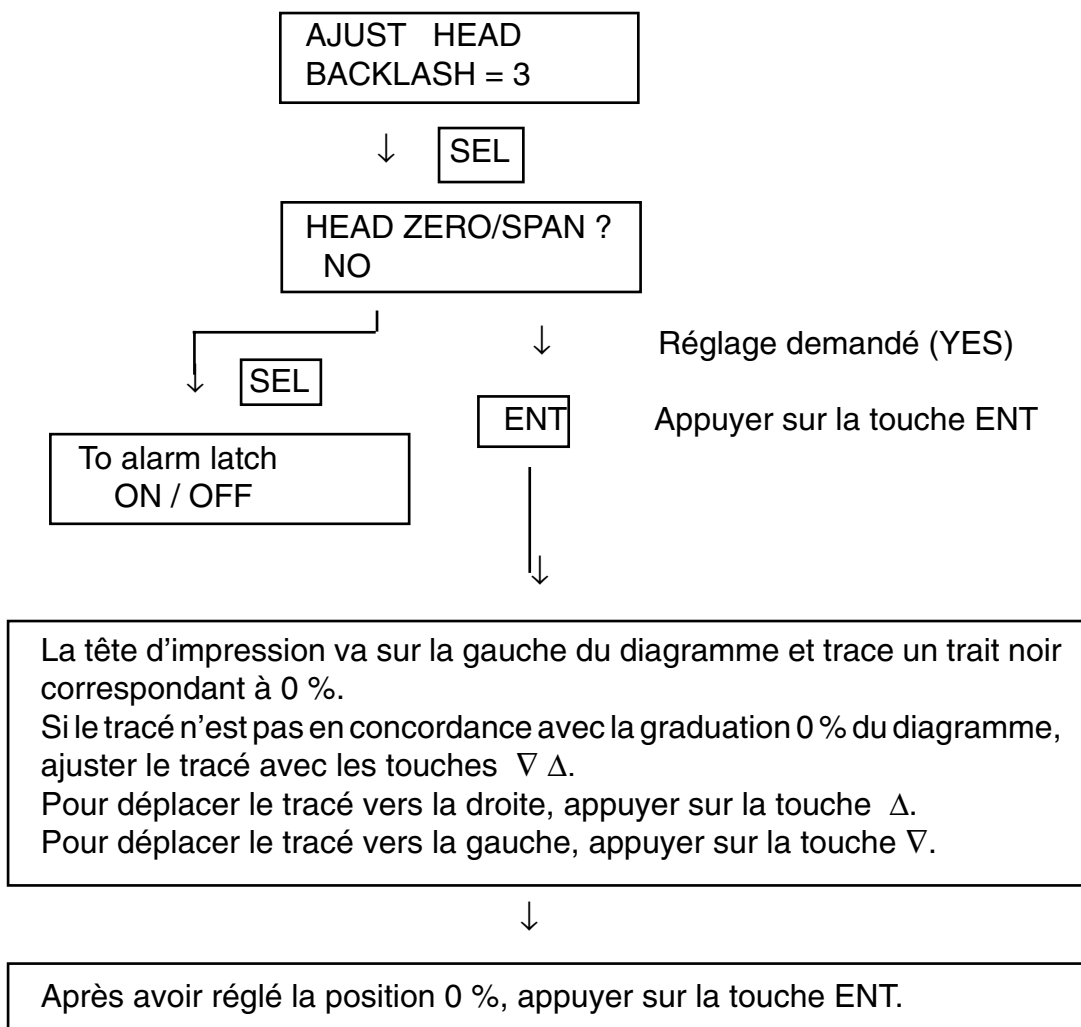 AJUST HEAD
BACKLASH = 3
↓ SEL
HEAD ZERO/SPAN ?
NO
↓ Réglage demandé (YES)
↓ SEL
ENT Appuyer sur la touche ENT
To alarm latch
ON / OFF
↓
La tête d'impression va sur la gauche du diagramme et trace un trait noir
correspondant à 0 %.
Si le tracé n'est pas en concordance avec la graduation 0 % du diagramme,
ajuster le tracé avec les touches ∇ Δ.
Pour déplacer le tracé vers la droite, appuyer sur la touche Δ.
Pour déplacer le tracé vers la gauche, appuyer sur la touche ∇.
↓
Après avoir réglé la position 0 %, appuyer sur la touche ENT.